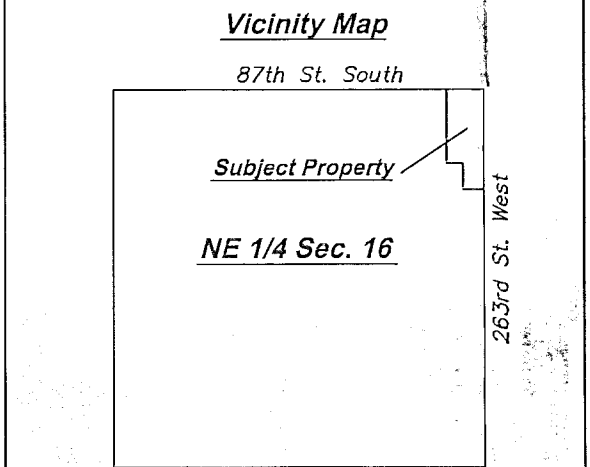 Vicinity Map
87th St. South
Subject Property
NE 1/4 Sec. 16
263rd St. West